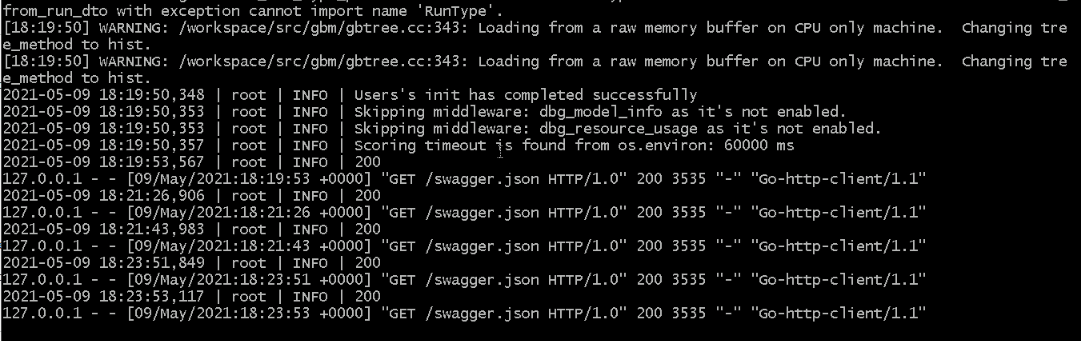 from_run_dto with exception cannot import name 'RunType'.
[18:19:50] WARNING: /workspace/src/gbm/gbtree.cc:343: Loading from a raw memory buffer on CPU only machine.  Changing tre
e_method to hist.
[18:19:50] WARNING: /workspace/src/gbm/gbtree.cc:343: Loading from a raw memory buffer on CPU only machine.  Changing tre
e_method to hist.
2021-05-09 18:19:50,348 | root | INFO | Users's init has completed successfully
2021-05-09 18:19:50,353 | root | INFO | Skipping middleware: dbg_model_info as it's not enabled.
2021-05-09 18:19:50,353 | root | INFO | Skipping middleware: dbg_resource_usage as it's not enabled.
2021-05-09 18:19:50,357 | root | INFO | Scoring timeout is found from os.environ: 60000 ms
2021-05-09 18:19:53,567 | root | INFO | 200
127.0.0.1 - - [09/May/2021:18:19:53 +0000] "GET /swagger.json HTTP/1.0" 200 3535 "-" "Go-http-client/1.1"
2021-05-09 18:21:26,906 | root | INFO | 200
127.0.0.1 - - [09/May/2021:18:21:26 +0000] "GET /swagger.json HTTP/1.0" 200 3535 "-" "Go-http-client/1.1"
2021-05-09 18:21:43,983 | root | INFO | 200
127.0.0.1 - - [09/May/2021:18:21:43 +0000] "GET /swagger.json HTTP/1.0" 200 3535 "-" "Go-http-client/1.1"
2021-05-09 18:23:51,849 | root | INFO | 200
127.0.0.1 - - [09/May/2021:18:23:51 +0000] "GET /swagger.json HTTP/1.0" 200 3535 "-" "Go-http-client/1.1"
2021-05-09 18:23:53,117 | root | INFO | 200
127.0.0.1 - - [09/May/2021:18:23:53 +0000] "GET /swagger.json HTTP/1.0" 200 3535 "-" "Go-http-client/1.1"